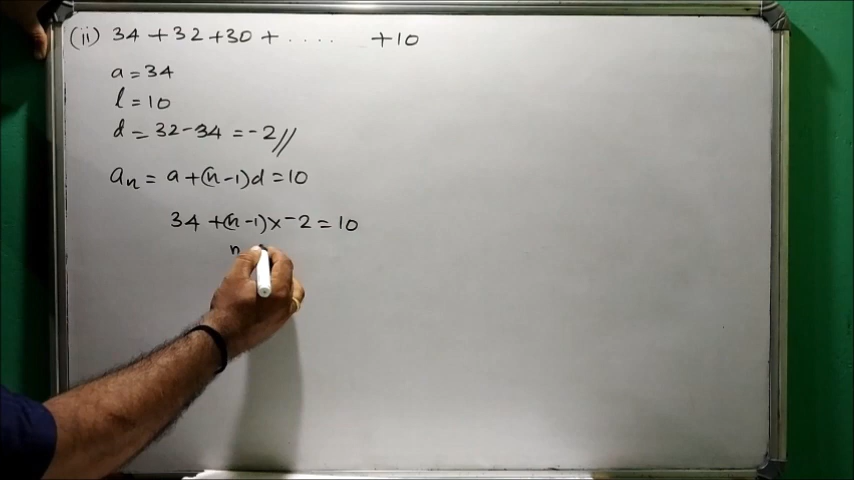 (ii) 34 + 32 + 30 + .... + 10
a = 34
l = 10
d = 32 - 34 = -2//
an = a + (n - 1)d = 10
34 + (n - 1) x -2 = 10
n